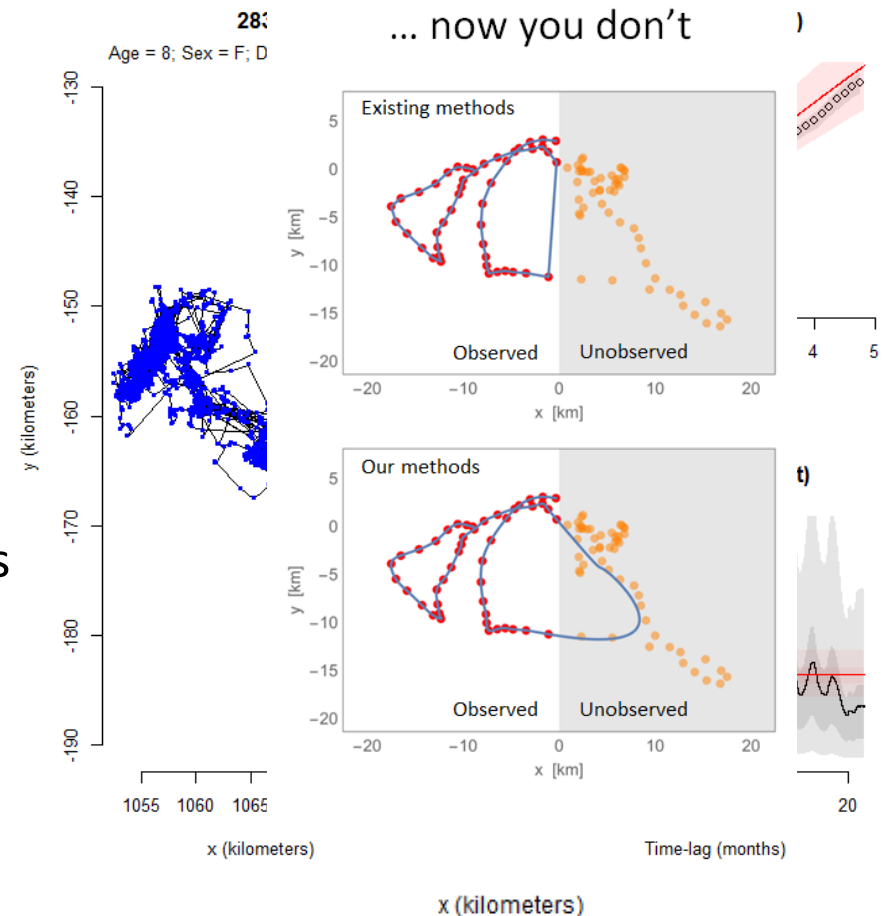 ... now you don't
283
Age = 8; Sex = F; D
)
-130
-140
-150
-160
-170
-180
-190
y (kilometers)
1055 1060 1065
x (kilometers)
s
Existing methods
5
0
−5
−10
−15
−20
y [km]
Observed Unobserved
−20 −10 0 10 20
x [km]
Our methods
5
0
−5
−10
−15
−20
y [km]
Observed Unobserved
−20 −10 0 10 20
x [km]
4 5
t)
20
Time-lag (months)
x (kilometers)